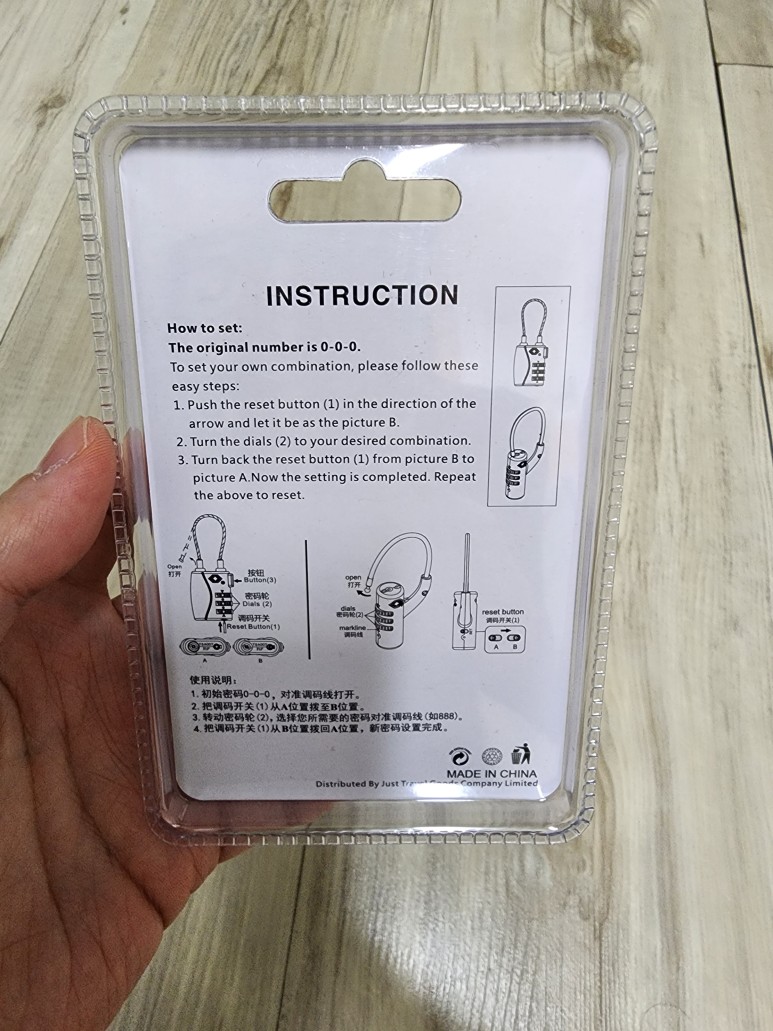 INSTRUCTION
How to set:
The original number is 0-0-0.
To set your own combination, please follow these
easy steps:
1. Push the reset button (1) in the direction of the
arrow and let it be as the picture B.
2. Turn the dials (2) to your desired combination.
3. Turn back the reset button (1) from picture B to
picture A.Now the setting is completed. Repeat
the above to reset.
Open
打开
按钮
Button(3)
密码轮
Dials (2)
调码开关
Reset Button(1)
A
B
open
打开
dials
密码轮(2)
markline
调码线
reset button
调码开关(1)
A
B
使用说明：
1. 初始密码0-0-0，对准调码线打开。
2. 把调码开关(1)从A位置拨至B位置。
3. 转动密码轮(2)，选择您所需要的密码对准调码线(如888)。
4. 把调码开关(1)从B位置拨回A位置，新密码设置完成。
MADE IN CHINA
Distributed By Just Travel Goods Company Limited